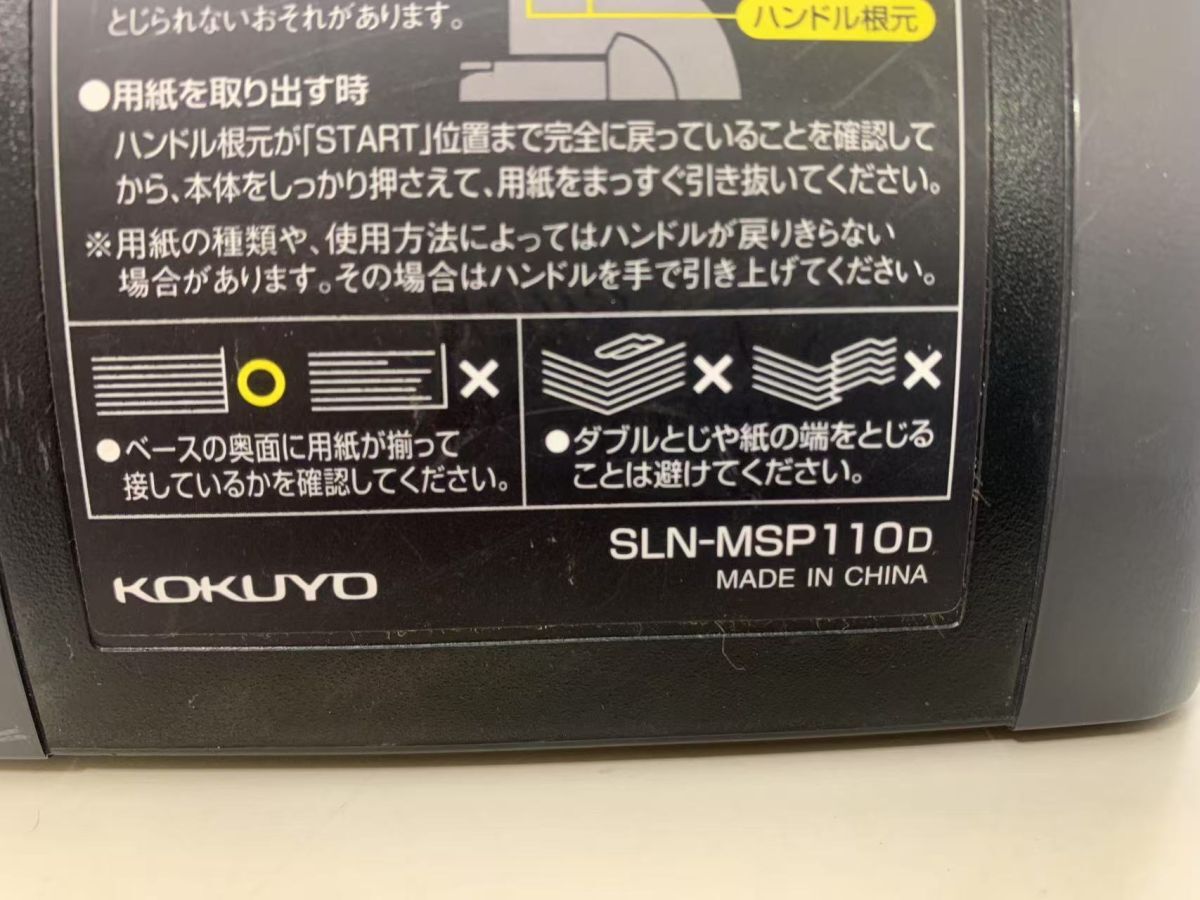 とじられないおそれがあります。
ハンドル根元
●用紙を取り出す時
ハンドル根元が「START」位置まで完全に戻っていることを確認して
から、本体をしっかり押さえて、用紙をまっすぐ引き抜いてください。
※用紙の種類や、使用方法によってはハンドルが戻りきらない
場合があります。その場合はハンドルを手で引き上げてください。
●ベースの奥面に用紙が揃って
接しているかを確認してください。
●ダブルとじや紙の端をとじる
ことは避けてください。
SLN-MSP110D
MADE IN CHINA
KOKUYO